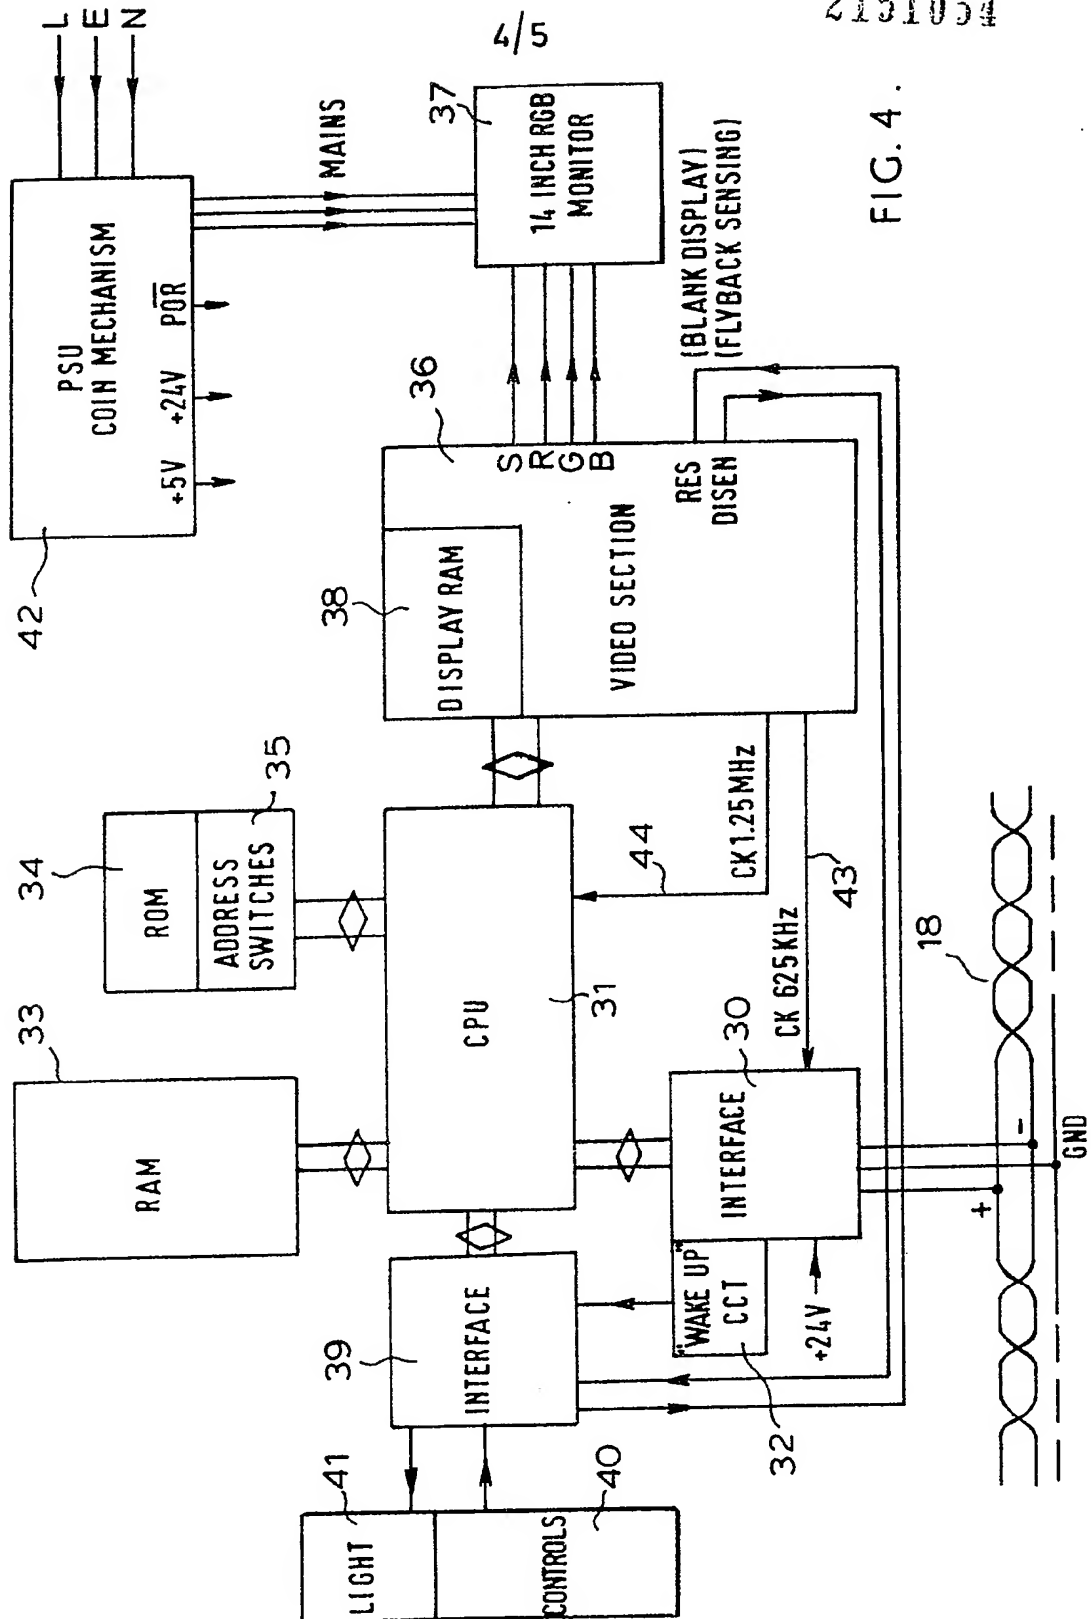 4/5
L
E
N
PSU
COIN MECHANISM
+5V
+24V
POR
42
MAINS
37
14 INCH RGB
MONITOR
34
ROM
35
ADDRESS
SWITCHES
38
DISPLAY RAM
36
VIDEO SECTION
S
R
G
B
RES
DISEN
(BLANK DISPLAY)
(FLYBACK SENSING)
33
RAM
CPU
31
44
CK 1.25MHz
43
CK 625KHz
41
LIGHT
CONTROLS
40
39
INTERFACE
"WAKE UP"
CCT
32
INTERFACE
30
+24V
+
-
GND
18
FIG. 4.